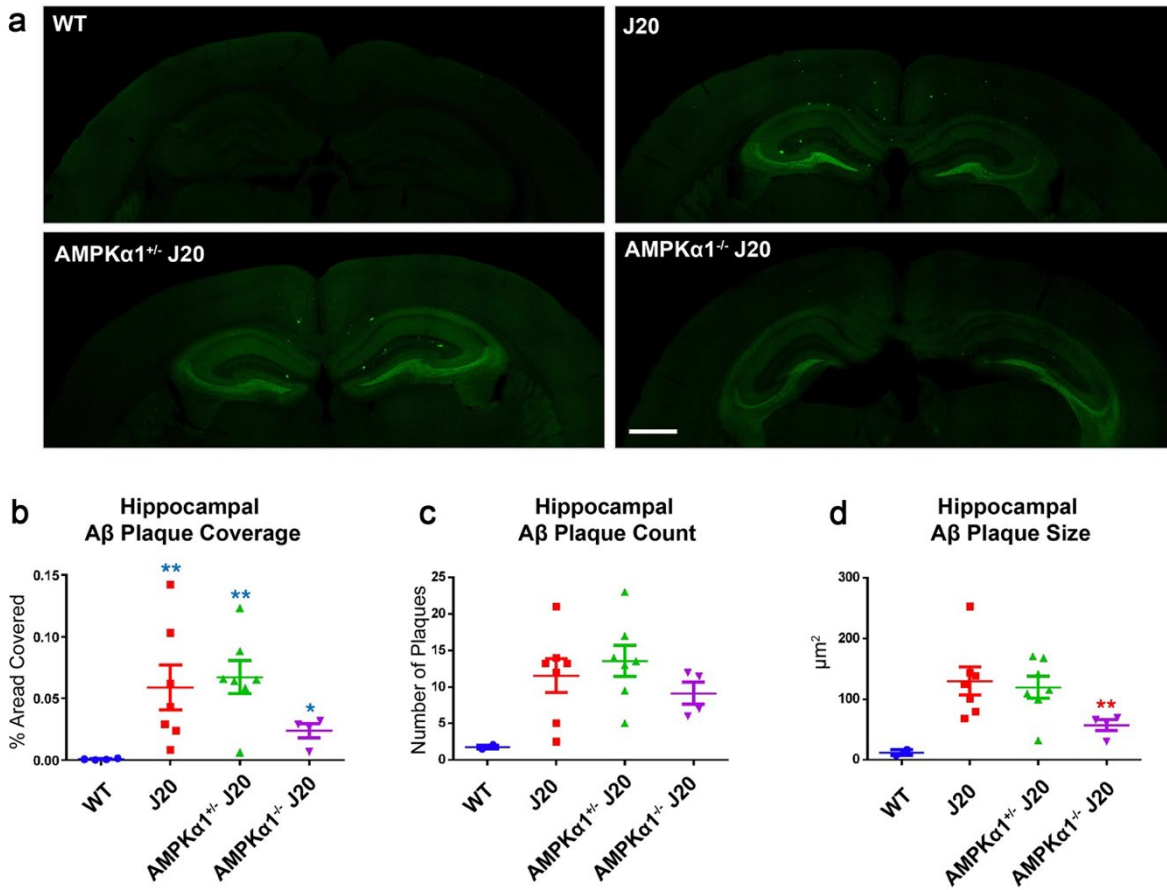 a
WT
J20
AMPKα1+/- J20
AMPKα1-/- J20
b
Hippocampal
Aβ Plaque Coverage
% Aread Covered
0.15
0.10
0.05
0.00
**
**
*
WT
J20
AMPKα1+/- J20
AMPKα1-/- J20
c
Hippocampal
Aβ Plaque Count
Number of Plaques
25
20
15
10
5
0
WT
J20
AMPKα1+/- J20
AMPKα1-/- J20
d
Hippocampal
Aβ Plaque Size
µm²
300
200
100
0
**
WT
J20
AMPKα1+/- J20
AMPKα1-/- J20